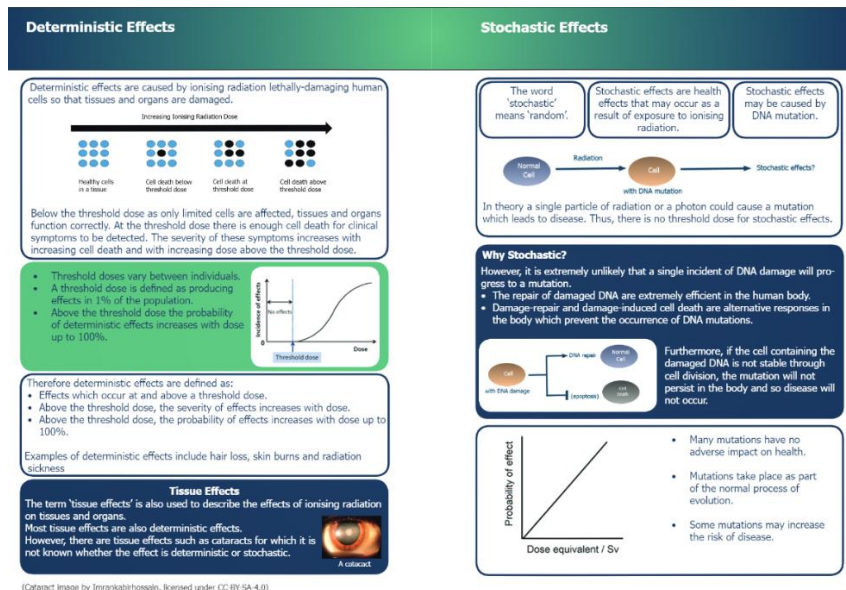 Deterministic Effects
Deterministic effects are caused by ionising radiation lethally-damaging human
cells so that tissues and organs are damaged.
Increasing Ionising Radiation Dose
Healthy cells
in a tissue
Cell death below
threshold dose
Cell death at
threshold dose
Cell death above
threshold dose
Below the threshold dose as only limited cells are affected, tissues and organs
function correctly. At the threshold dose there is enough cell death for clinical
symptoms to be detected. The severity of these symptoms increases with
increasing cell death and with increasing dose above the threshold dose.
• Threshold doses vary between individuals.
• A threshold dose is defined as producing
effects in 1% of the population.
• Above the threshold dose the probability
of deterministic effects increases with dose
up to 100%.
Incidence of effects
No effects
0
Dose
Threshold dose
Therefore deterministic effects are defined as:
• Effects which occur at and above a threshold dose.
• Above the threshold dose, the severity of effects increases with dose.
• Above the threshold dose, the probability of effects increases with dose up to
100%.
Examples of deterministic effects include hair loss, skin burns and radiation
sickness
Tissue Effects
The term 'tissue effects' is also used to describe the effects of ionising radiation
on tissues and organs.
Most tissue effects are also deterministic effects.
However, there are tissue effects such as cataracts for which it is
not known whether the effect is deterministic or stochastic.
A catacact
(Cataract image by Imrankabirhossain, licensed under CC-BY-SA-4.0)
Stochastic Effects
The word
'stochastic'
means 'random'.
Stochastic effects are health
effects that may occur as a
result of exposure to ionising
radiation.
Stochastic effects
may be caused by
DNA mutation.
Normal
Cell
Radiation
Cell
with DNA mutation
Stochastic effects?
In theory a single particle of radiation or a photon could cause a mutation
which leads to disease. Thus, there is no threshold dose for stochastic effects.
Why Stochastic?
However, it is extremely unlikely that a single incident of DNA damage will pro-
gress to a mutation.
• The repair of damaged DNA are extremely efficient in the human body.
• Damage-repair and damage-induced cell death are alternative responses in
the body which prevent the occurrence of DNA mutations.
Cell
with DNA damage
DNA repair
Normal
Cell
(apoptosis)
Cell
Death
Furthermore, if the cell containing the
damaged DNA is not stable through
cell division, the mutation will not
persist in the body and so disease will
not occur.
Probability of effect
Dose equivalent / Sv
• Many mutations have no
adverse impact on health.
• Mutations take place as part
of the normal process of
evolution.
• Some mutations may increase
the risk of disease.